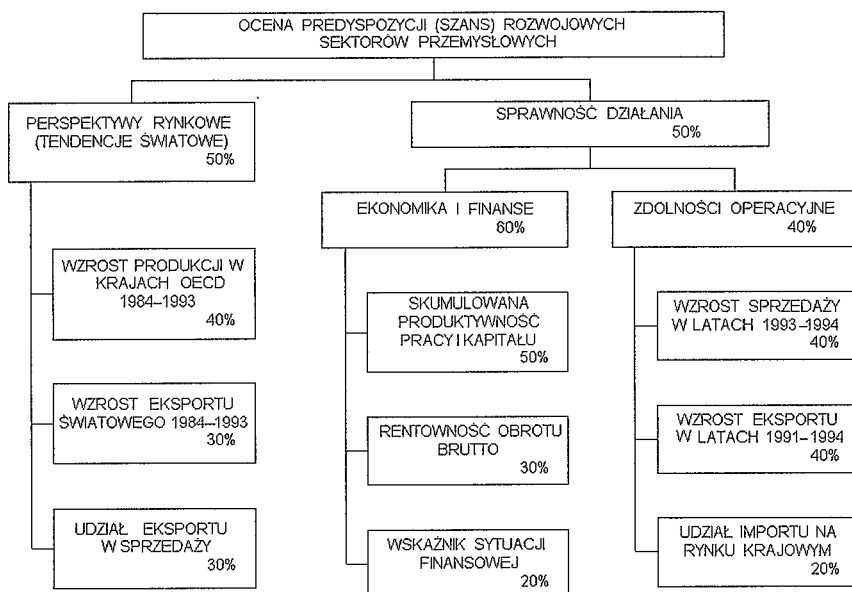 OCENA PREDYSPOZYCJI (SZANS) ROZWOJOWYCH
SEKTORÓW PRZEMYSŁOWYCH
PERSPEKTYWY RYNKOWE
(TENDENCJE ŚWIATOWE)
50%
WZROST PRODUKCJI W
KRAJACH OECD
1984–1993
40%
WZROST EKSPORTU
ŚWIATOWEGO 1984–1993
30%
UDZIAŁ EKSPORTU
W SPRZEDAŻY
30%
SPRAWNOŚĆ DZIAŁANIA
50%
EKONOMIKA I FINANSE
60%
SKUMULOWANA
PRODUKTYWNOŚĆ
PRACY I KAPITAŁU
50%
RENTOWNOŚĆ OBROTU
BRUTTO
30%
WSKAŹNIK SYTUACJI
FINANSOWEJ
20%
ZDOLNOŚCI OPERACYJNE
40%
WZROST SPRZEDAŻY
W LATACH 1993–1994
40%
WZROST EKSPORTU
W LATACH 1991–1994
40%
UDZIAŁ IMPORTU NA
RYNKU KRAJOWYM
20%